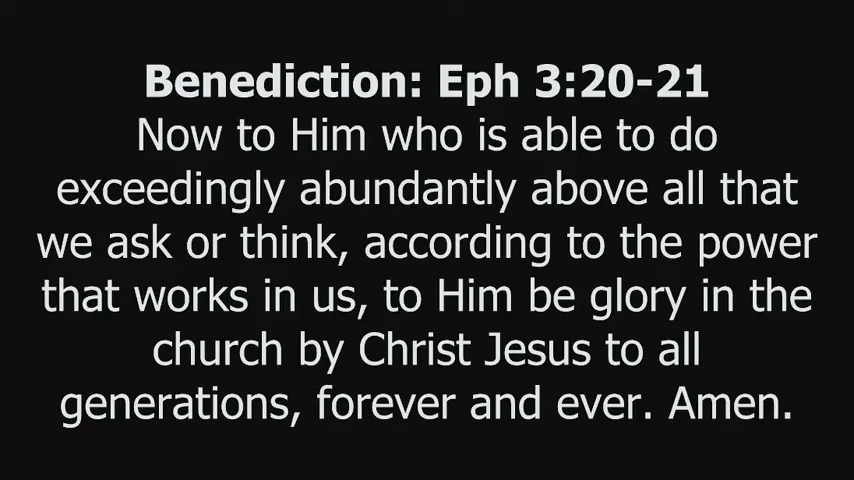 Benediction: Eph 3:20-21
Now to Him who is able to do
exceedingly abundantly above all that
we ask or think, according to the power
that works in us, to Him be glory in the
church by Christ Jesus to all
generations, forever and ever. Amen.